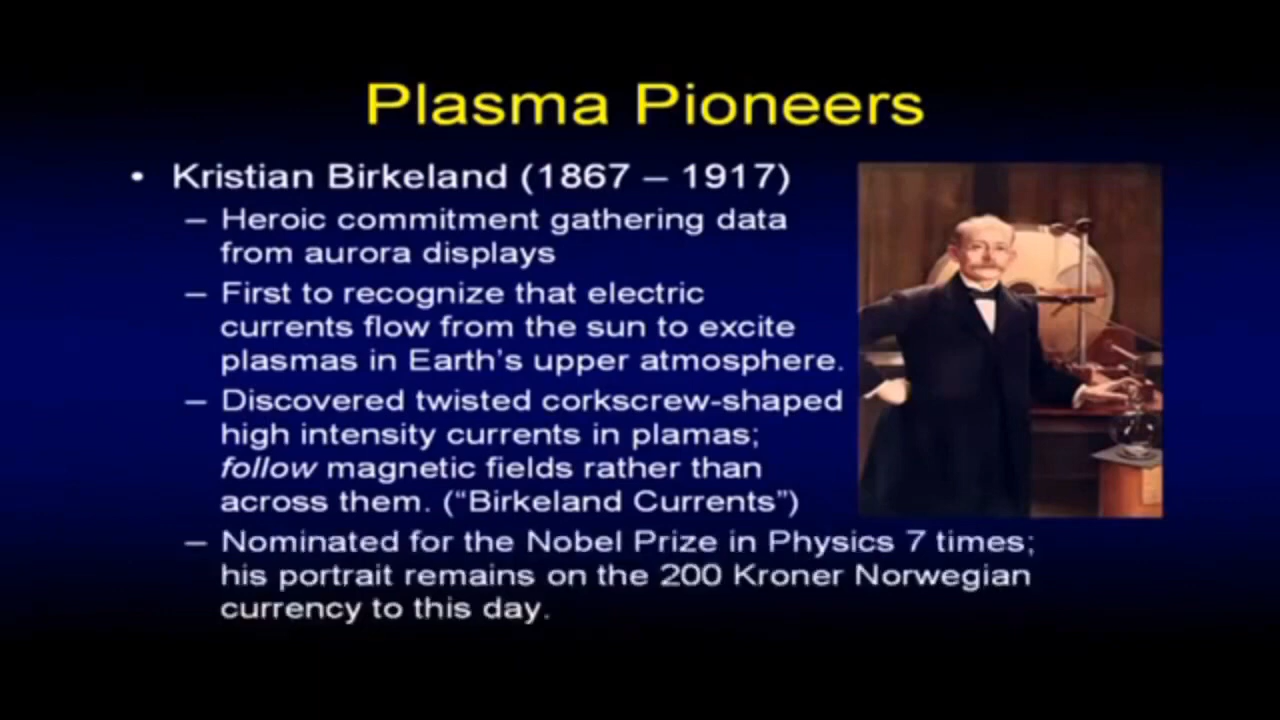 Plasma Pioneers
• Kristian Birkeland (1867 – 1917)
– Heroic commitment gathering data
from aurora displays
– First to recognize that electric
currents flow from the sun to excite
plasmas in Earth's upper atmosphere.
– Discovered twisted corkscrew-shaped
high intensity currents in plamas;
follow magnetic fields rather than
across them. (“Birkeland Currents”)
– Nominated for the Nobel Prize in Physics 7 times;
his portrait remains on the 200 Kroner Norwegian
currency to this day.